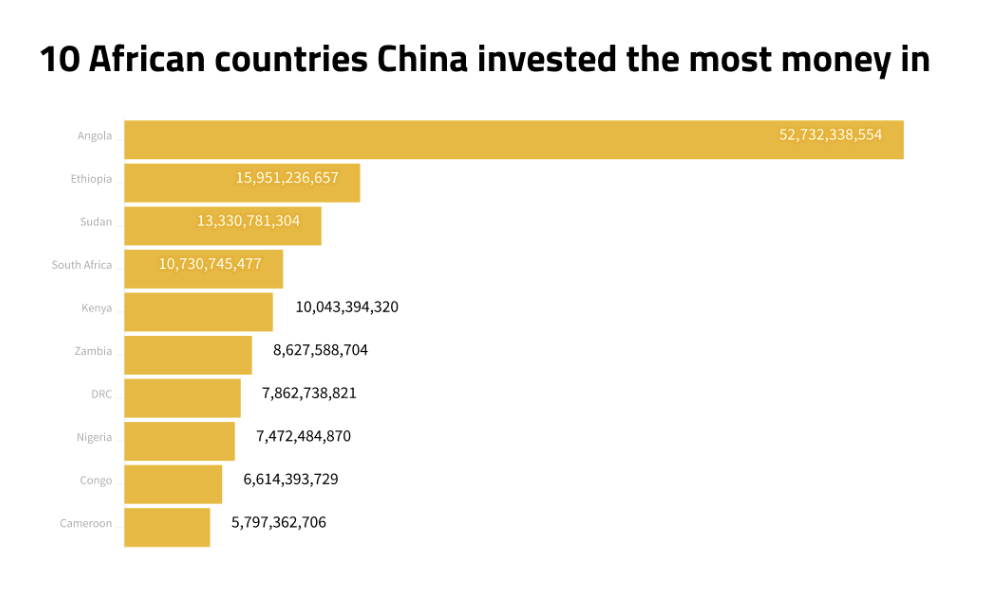 10 African countries China invested the most money in
Angola 52,732,338,554
Ethiopia 15,951,236,657
Sudan 13,330,781,304
South Africa 10,730,745,477
Kenya 10,043,394,320
Zambia 8,627,588,704
DRC 7,862,738,821
Nigeria 7,472,484,870
Congo 6,614,393,729
Cameroon 5,797,362,706